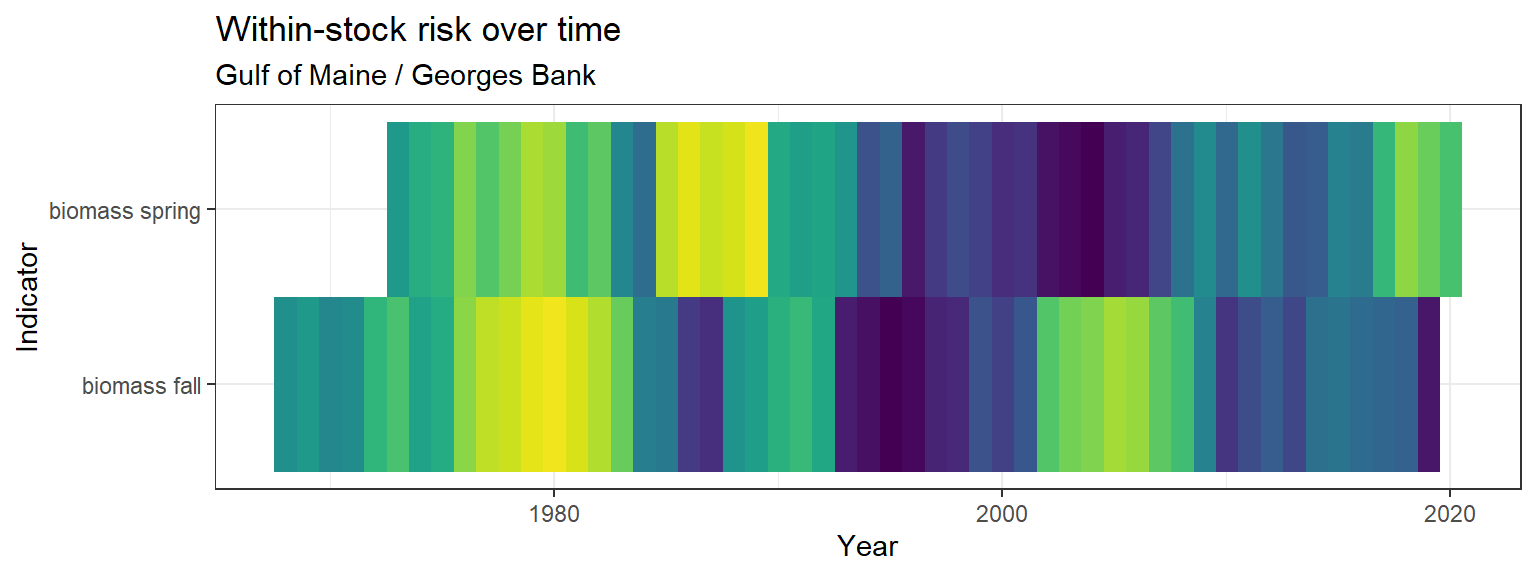 Within-stock risk over time
Gulf of Maine / Georges Bank
Indicator
biomass spring
biomass fall
1980 2000 2020
Year